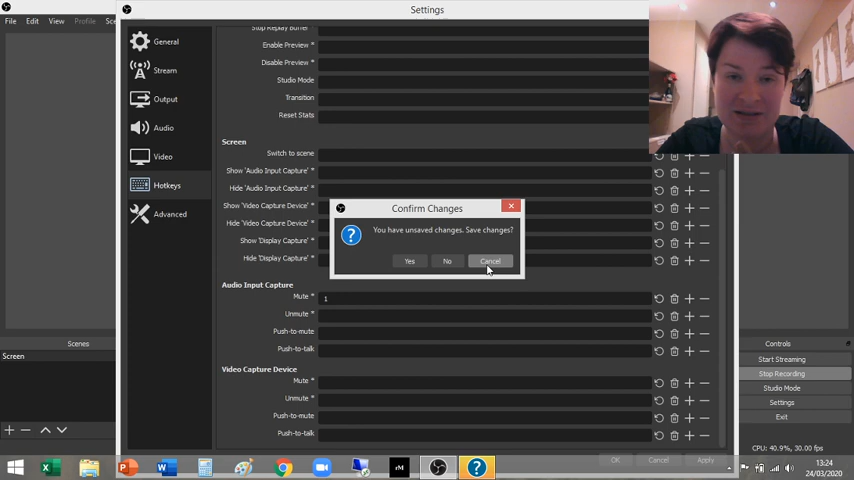 Settings
File Edit View Profile Sce
General
Stream
Output
Audio
Video
Hotkeys
Advanced
Stop Replay Buffer *
Enable Preview *
Disable Preview *
Studio Mode
Transition
Reset Stats
Screen
Switch to scene
Show 'Audio Input Capture'
Hide 'Audio Input Capture'
Show 'Video Capture Device'
Hide 'Video Capture Device'
Show 'Display Capture'
Hide 'Display Capture'
Confirm Changes
You have unsaved changes. Save changes?
Yes No Cancel
Audio Input Capture
Mute * 1
Unmute *
Push-to-mute
Push-to-talk
Video Capture Device
Mute *
Unmute *
Push-to-mute
Push-to-talk
OK Cancel Apply
Scenes
Screen
Controls
Start Streaming
Stop Recording
Studio Mode
Settings
Exit
CPU: 40.9%, 30.00 fps
rM
13:24
24/03/2020